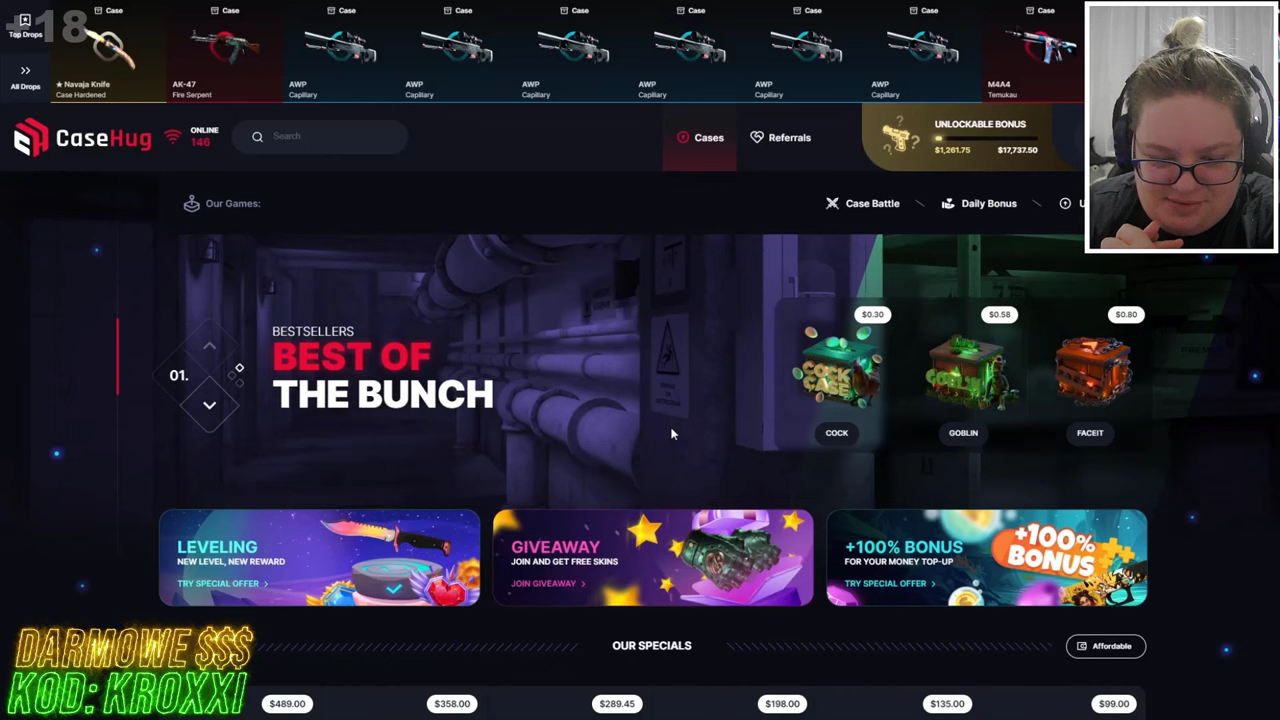 +18
Top Drops
All Drops
Case
Case
Case
Case
Case
Case
Case
Case
Case
★ Navaja Knife
Case Hardened
AK-47
Fire Serpent
AWP
Capillary
AWP
Capillary
AWP
Capillary
AWP
Capillary
AWP
Capillary
AWP
Capillary
M4A4
Temukau
CaseHug
ONLINE
146
Search
Cases
Referrals
UNLOCKABLE BONUS
$1,261.75
$17,737.50
Our Games:
Case Battle
Daily Bonus
U
BESTSELLERS
BEST OF
THE BUNCH
01.
$0.30
$0.58
$0.80
COCK CASE
GOBLIN
COCK
GOBLIN
FACEIT
LEVELING
NEW LEVEL, NEW REWARD
TRY SPECIAL OFFER >
GIVEAWAY
JOIN AND GET FREE SKINS
JOIN GIVEAWAY >
+100% BONUS
FOR YOUR MONEY TOP-UP
TRY SPECIAL OFFER >
+100%
BONUS
DARMOWE $$$
KOD: KROXXI
OUR SPECIALS
Affordable
$489.00
$358.00
$289.45
$198.00
$135.00
$99.00